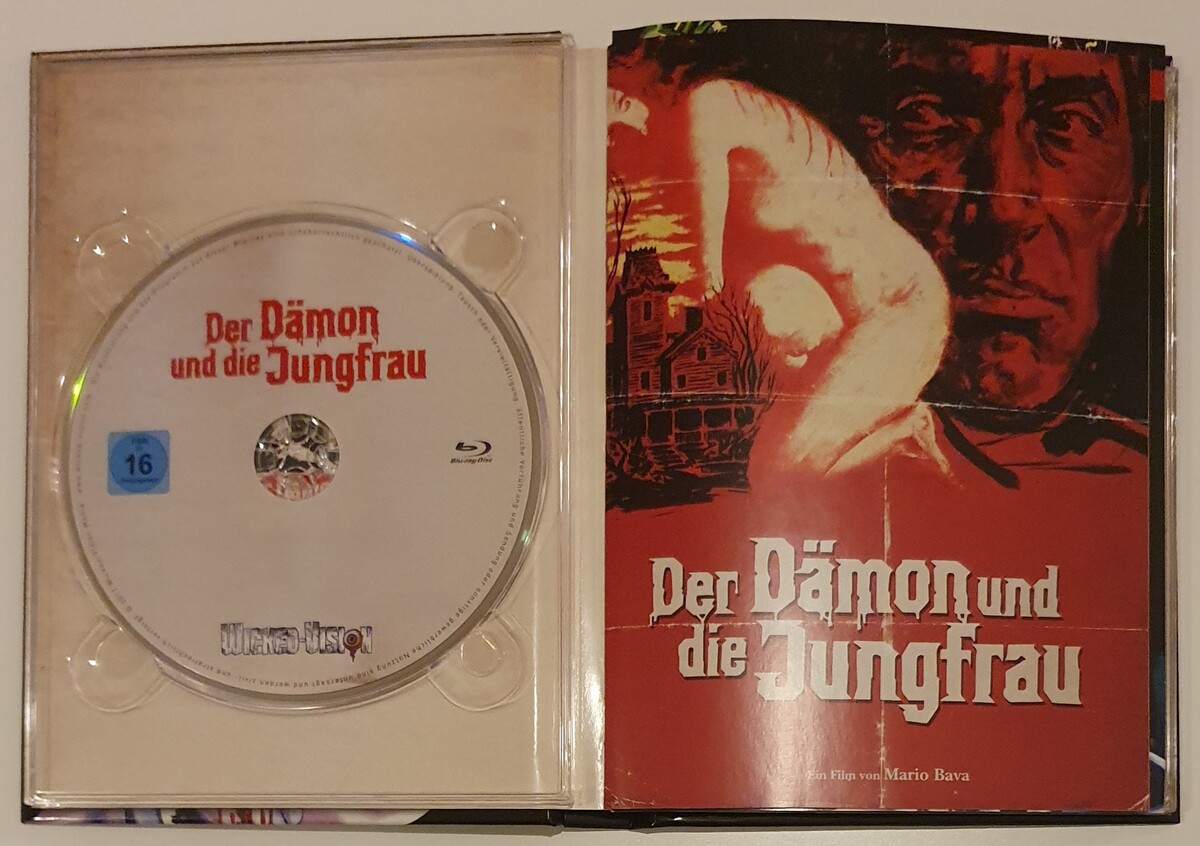 Der Dämon
und die Jungfrau
16
Blu-ray Disc
WICKED-VISION
Der Dämon und
die Jungfrau
Ein Film von Mario Bava